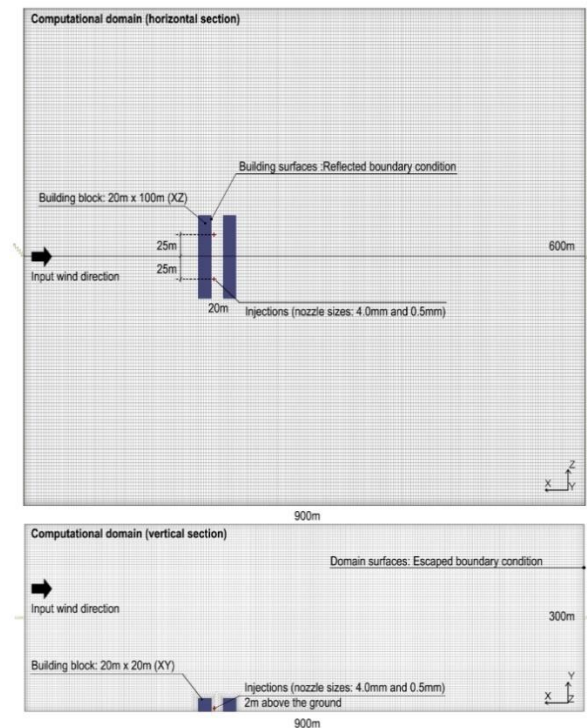 Computational domain (horizontal section)
Building surfaces :Reflected boundary condition
Building block: 20m x 100m (XZ)
25m
600m
25m
Input wind direction
20m
Injections (nozzle sizes: 4.0mm and 0.5mm)
Z
X
Y
900m
Computational domain (vertical section)
Domain surfaces: Escaped boundary condition
Input wind direction
300m
Building block: 20m x 20m (XY)
Injections (nozzle sizes: 4.0mm and 0.5mm)
2m above the ground
Y
X
Z
900m